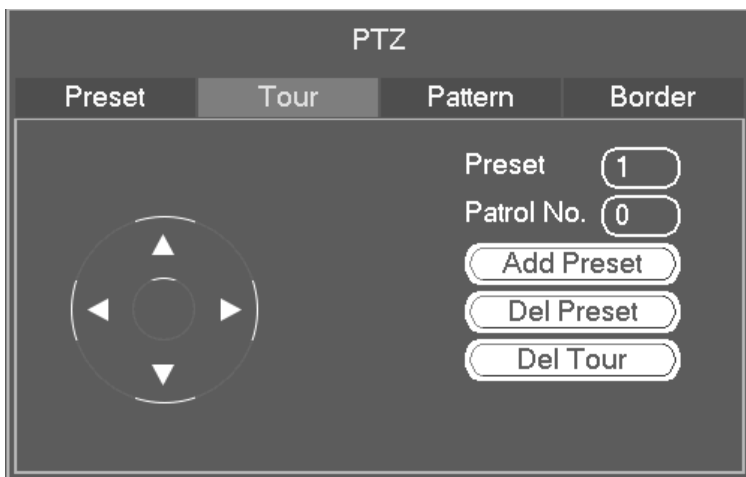 PTZ
Preset Tour Pattern Border
Preset 1
Patrol No. 0
Add Preset
Del Preset
Del Tour